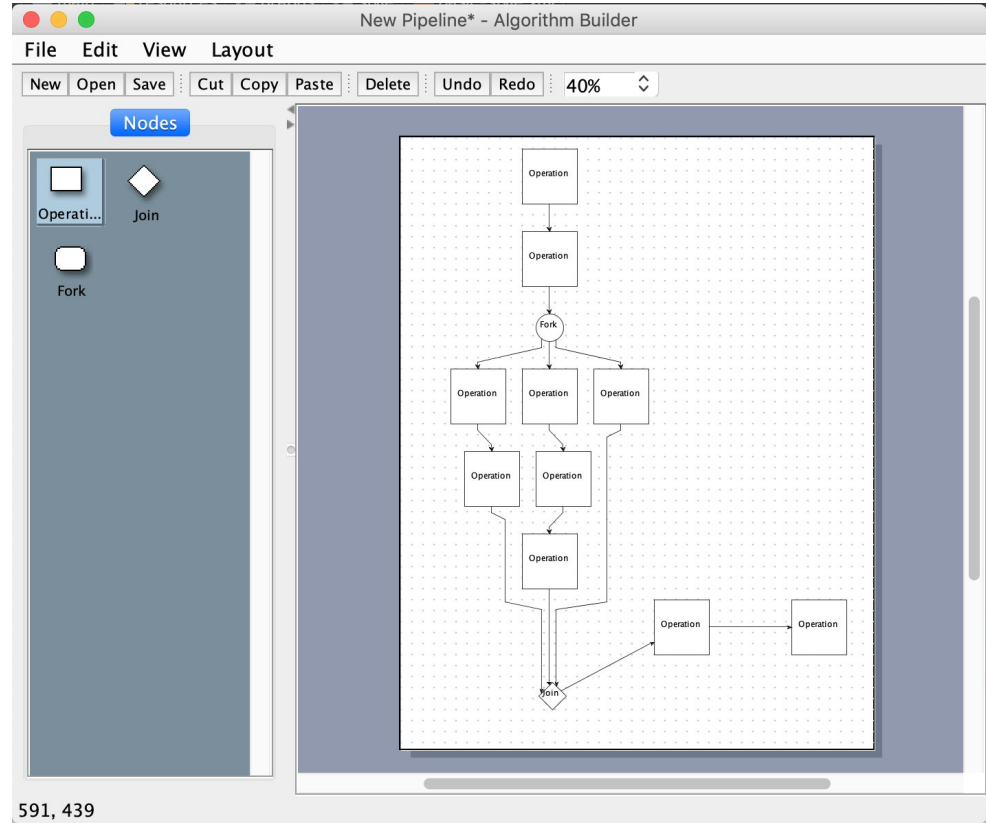 New Pipeline* - Algorithm Builder
File Edit View Layout
New Open Save Cut Copy Paste Delete Undo Redo 40%
Nodes
Operati... Join
Fork
Operation
Operation
Fork
Operation Operation Operation
Operation Operation
Operation
Operation Operation
Join
591, 439